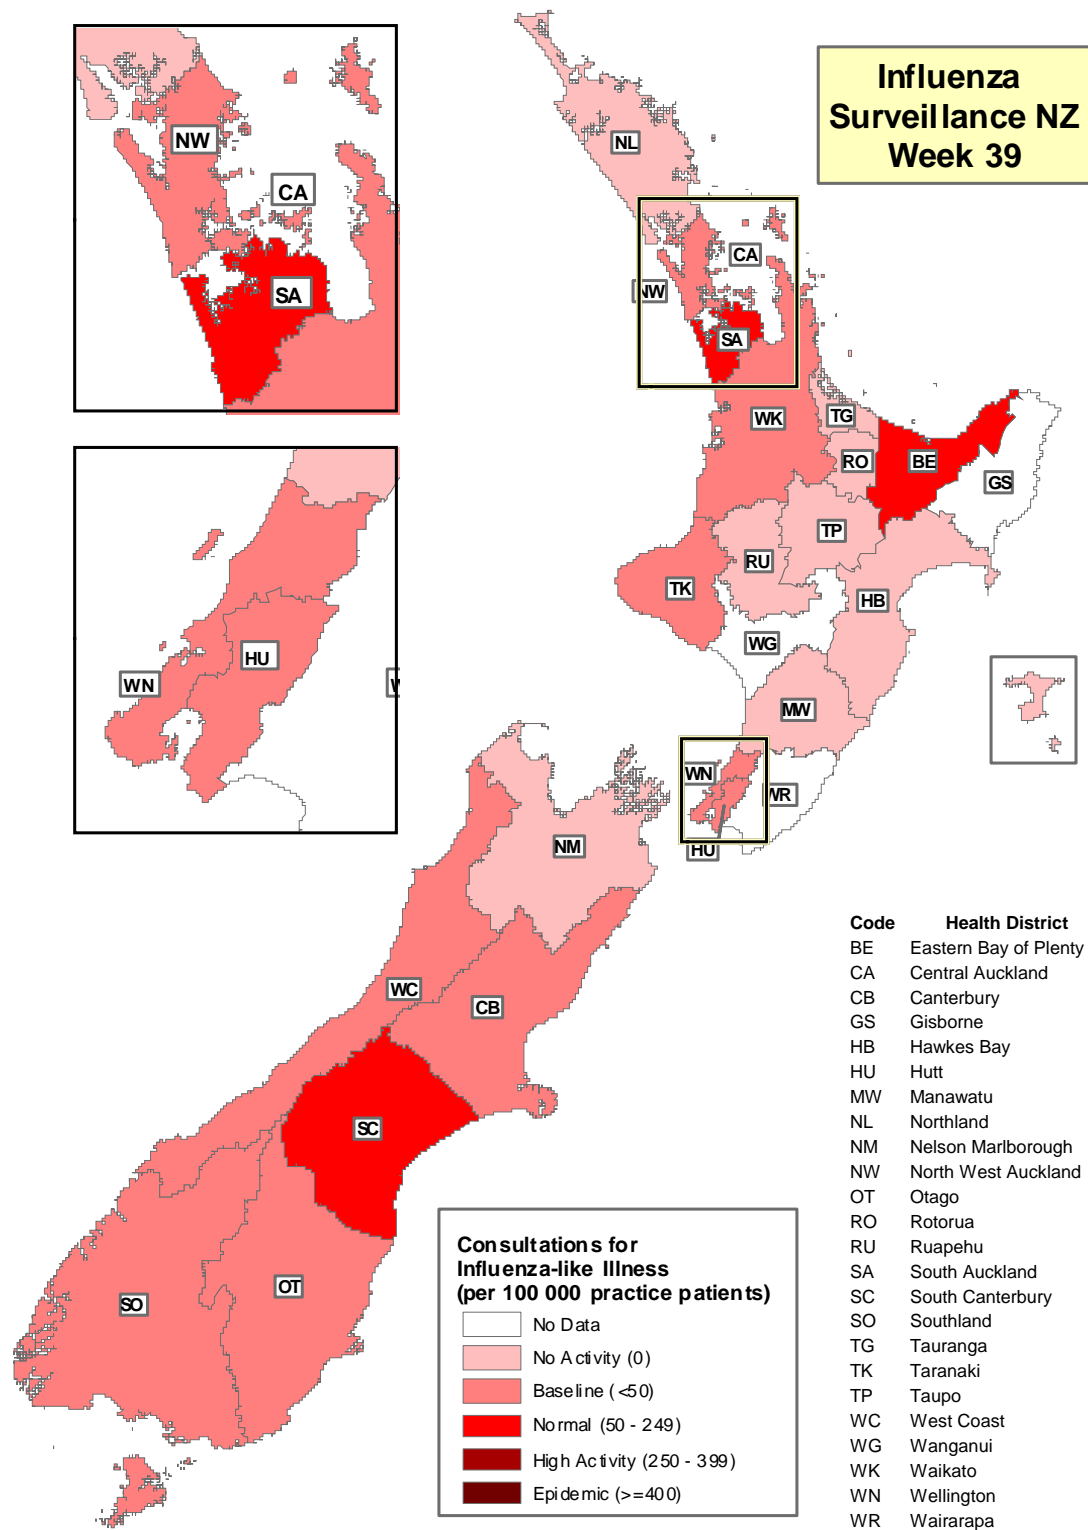 Influenza
Surveillance NZ
Week 39
NW
CA
SA
NL
CA
NW
SA
WK
TG
RO
BE
GS
TP
RU
TK
HB
WG
MW
WN
HU
W
WN
WR
HU
NM
WC
CB
SC
OT
SO
Consultations for
Influenza-like Illness
(per 100 000 practice patients)
No Data
No Activity (0)
Baseline (<50)
Normal (50 - 249)
High Activity (250 - 399)
Epidemic (>=400)
Code Health District
BE Eastern Bay of Plenty
CA Central Auckland
CB Canterbury
GS Gisborne
HB Hawkes Bay
HU Hutt
MW Manawatu
NL Northland
NM Nelson Marlborough
NW North West Auckland
OT Otago
RO Rotorua
RU Ruapehu
SA South Auckland
SC South Canterbury
SO Southland
TG Tauranga
TK Taranaki
TP Taupo
WC West Coast
WG Wanganui
WK Waikato
WN Wellington
WR Wairarapa